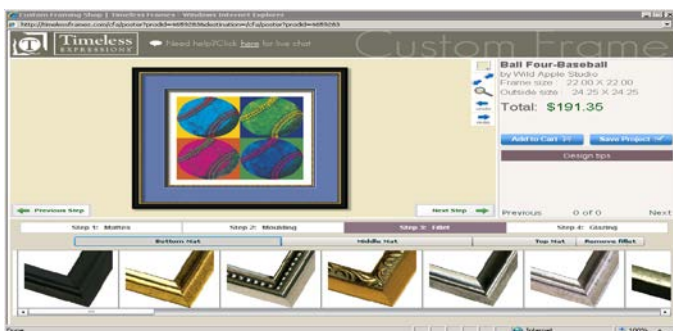 Custom Framing Shop | Timeless Frames - Windows Internet Explorer
Timeless
EXPRESSIONS
Need help?Click here for live chat
Custom Frame
Ball Four-Baseball
by Wild Apple Studio
Frame size : 22.00 X 22.00
Outside size : 24.25 X 24.25
Total: $191.35
Add to Cart
Save Project
Design tips
Previous Step
Next Step
Previous 0 of 0 Next
Step 1: Mattes
Step 2: Moulding
Step 3: Fillet
Step 4: Glazing
Bottom Mat
Middle Mat
Top Mat
Remove Fillet
Done
Internet
100%